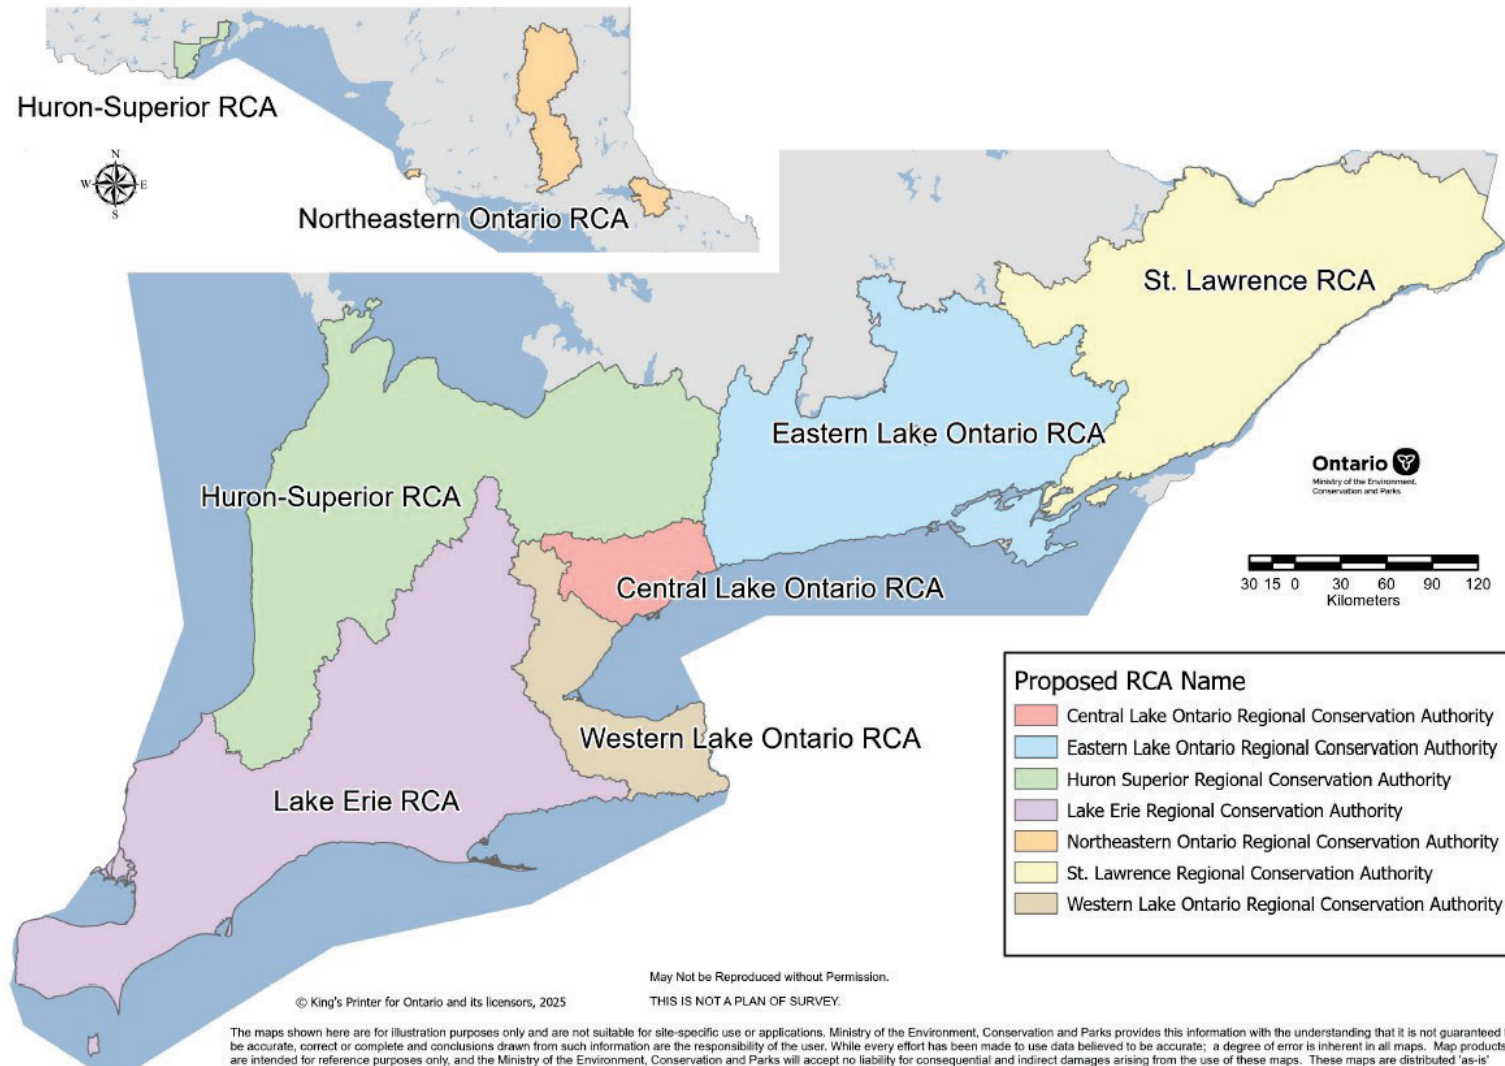 Huron-Superior RCA
N
W E
S
Northeastern Ontario RCA
St. Lawrence RCA
Eastern Lake Ontario RCA
Huron-Superior RCA
Central Lake Ontario RCA
Western Lake Ontario RCA
Lake Erie RCA
Ontario
Ministry of the Environment,
Conservation and Parks
30 15 0 30 60 90 120
Kilometers
Proposed RCA Name
Central Lake Ontario Regional Conservation Authority
Eastern Lake Ontario Regional Conservation Authority
Huron Superior Regional Conservation Authority
Lake Erie Regional Conservation Authority
Northeastern Ontario Regional Conservation Authority
St. Lawrence Regional Conservation Authority
Western Lake Ontario Regional Conservation Authority
May Not be Reproduced without Permission.
© King's Printer for Ontario and its licensors, 2025
THIS IS NOT A PLAN OF SURVEY.
The maps shown here are for illustration purposes only and are not suitable for site-specific use or applications. Ministry of the Environment, Conservation and Parks provides this information with the understanding that it is not guaranteed
be accurate, correct or complete and conclusions drawn from such information are the responsibility of the user. While every effort has been made to use data believed to be accurate; a degree of error is inherent in all maps. Map products
are intended for reference purposes only, and the Ministry of the Environment, Conservation and Parks will accept no liability for consequential and indirect damages arising from the use of these maps. These maps are distributed 'as-is'